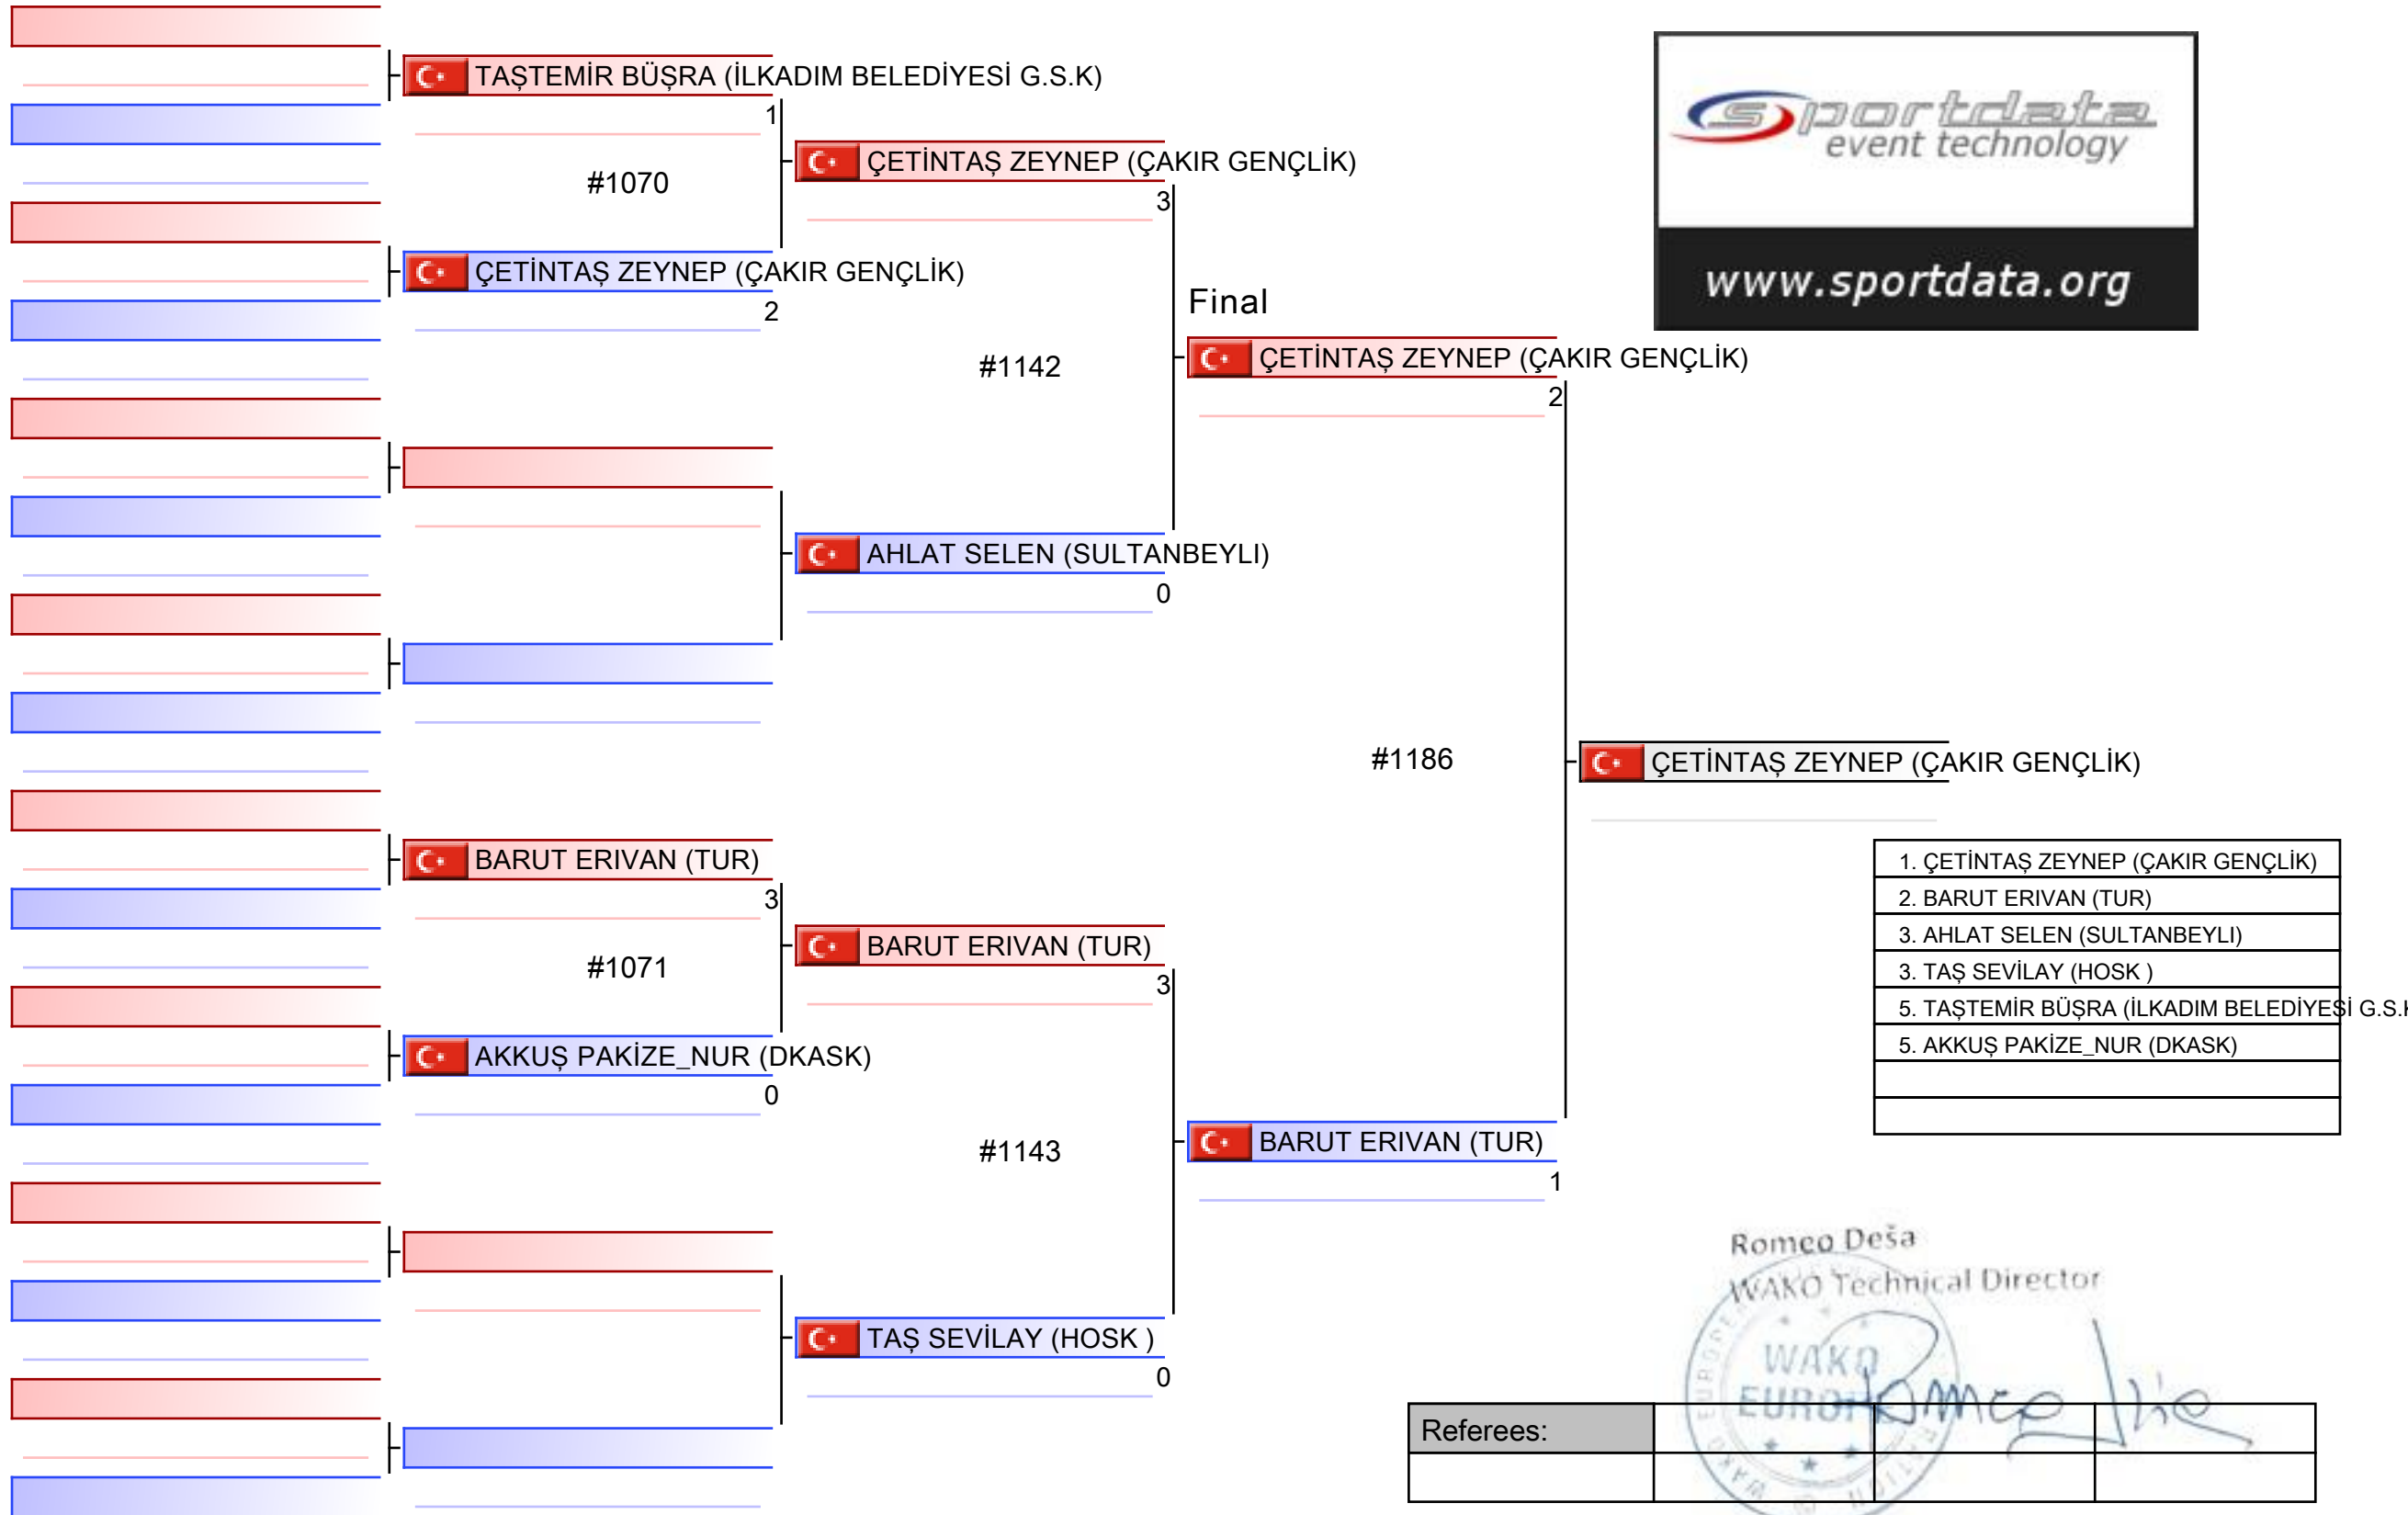 TAŞTEMİR BÜŞRA (İLKADIM BELEDİYESİ G.S.K)
1
#1070
ÇETİNTAŞ ZEYNEP (ÇAKIR GENÇLİK)
2
ÇETİNTAŞ ZEYNEP (ÇAKIR GENÇLİK)
3
#1142
AHLAT SELEN (SULTANBEYLI)
0
BARUT ERIVAN (TUR)
3
#1071
AKKUŞ PAKİZE_NUR (DKASK)
0
BARUT ERIVAN (TUR)
3
#1143
TAŞ SEVİLAY (HOSK )
0
Final
ÇETİNTAŞ ZEYNEP (ÇAKIR GENÇLİK)
2
#1186
BARUT ERIVAN (TUR)
1
ÇETİNTAŞ ZEYNEP (ÇAKIR GENÇLİK)
sportdata
event technology
www.sportdata.org
1. ÇETİNTAŞ ZEYNEP (ÇAKIR GENÇLİK)
2. BARUT ERIVAN (TUR)
3. AHLAT SELEN (SULTANBEYLI)
3. TAŞ SEVİLAY (HOSK )
5. TAŞTEMİR BÜŞRA (İLKADIM BELEDİYESİ G.S.K
5. AKKUŞ PAKİZE_NUR (DKASK)
Romeo Deša
WAKO Technical Director
WAKO
EUROPE
Referees: